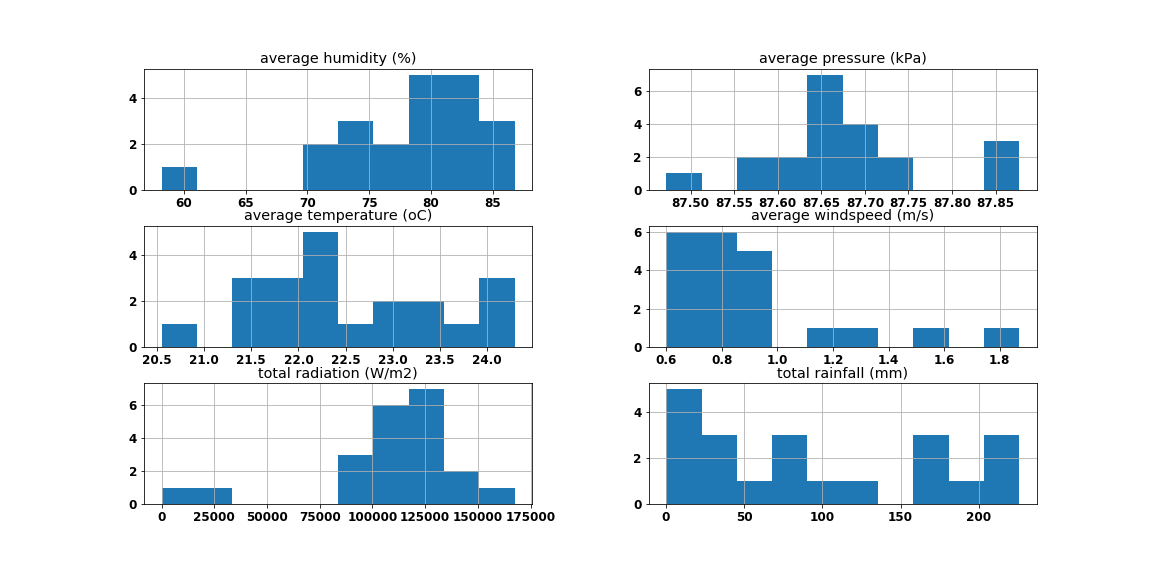 average humidity (%)
4
2
0
60 65 70 75 80 85
average pressure (kPa)
6
4
2
0
87.50 87.55 87.60 87.65 87.70 87.75 87.80 87.85
average temperature (oC)
4
2
0
20.5 21.0 21.5 22.0 22.5 23.0 23.5 24.0
average windspeed (m/s)
6
4
2
0
0.6 0.8 1.0 1.2 1.4 1.6 1.8
total radiation (W/m2)
6
4
2
0
0 25000 50000 75000 100000 125000 150000 175000
total rainfall (mm)
4
2
0
0 50 100 150 200